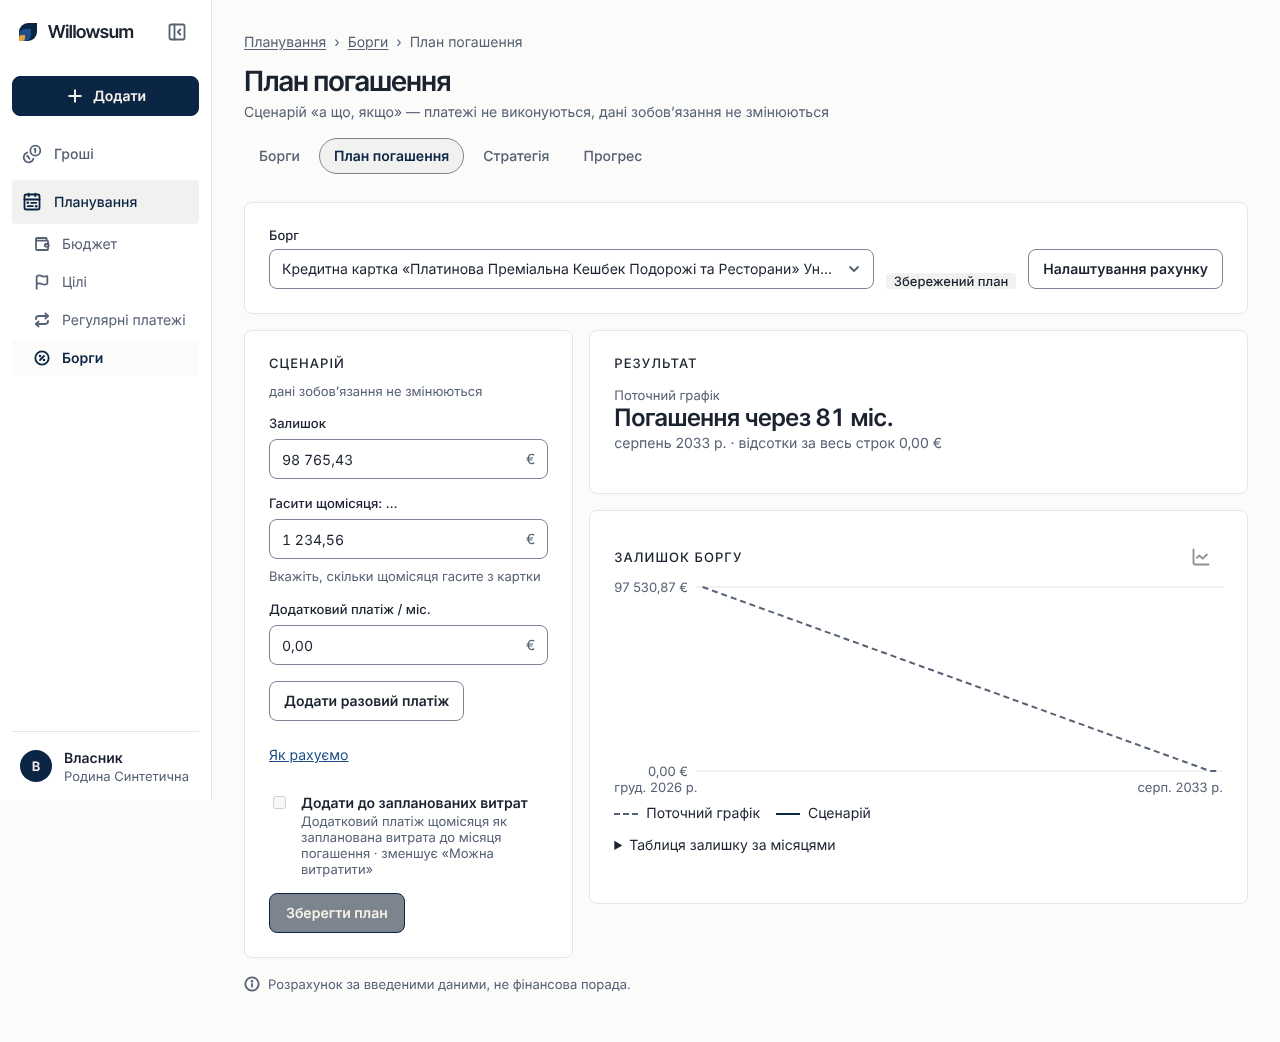 Willowsum
Додати
Гроші
Планування
Бюджет
Цілі
Регулярні платежі
Борги
В
Власник
Родина Синтетична
Планування › Борги › План погашення
План погашення
Сценарій «а що, якщо» — платежі не виконуються, дані зобов’язання не змінюються
Борги
План погашення
Стратегія
Прогрес
Борг
Кредитна картка «Платинова Преміальна Кешбек Подорожі та Ресторани» Ун...
Збережений план
Налаштування рахунку
СЦЕНАРІЙ
дані зобов’язання не змінюються
Залишок
98 765,43 €
Гасити щомісяця: ...
1 234,56 €
Вкажіть, скільки щомісяця гасите з картки
Додатковий платіж / міс.
0,00 €
Додати разовий платіж
Як рахуємо
Додати до запланованих витрат
Додатковий платіж щомісяця як
запланована витрата до місяця
погашення · зменшує «Можна
витратити»
Зберегти план
РЕЗУЛЬТАТ
Поточний графік
Погашення через 81 міс.
серпень 2033 р. · відсотки за весь строк 0,00 €
ЗАЛИШОК БОРГУ
97 530,87 €
0,00 €
груд. 2026 р.
серп. 2033 р.
Поточний графік
Сценарій
Таблиця залишку за місяцями
Розрахунок за введеними даними, не фінансова порада.